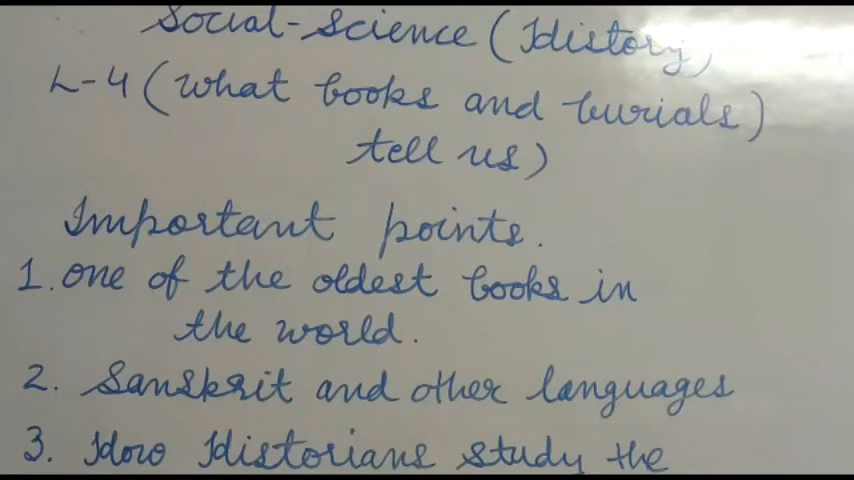 Social-Science (History)
L-4 (What books and burials)
tell us)
Important points.
1. One of the oldest books in
the world.
2. Sanskrit and other languages
3. How Historians study the